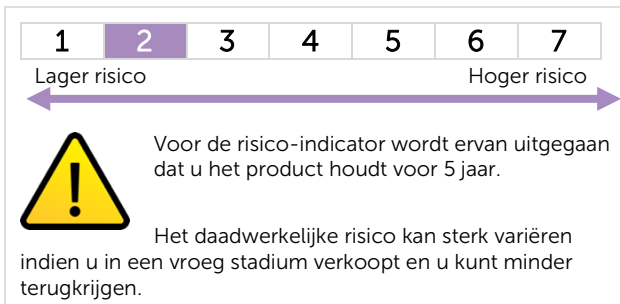 1 2 3 4 5 6 7
Lager risico Hoger risico
Voor de risico-indicator wordt ervan uitgegaan
dat u het product houdt voor 5 jaar.
Het daadwerkelijke risico kan sterk variëren
indien u in een vroeg stadium verkoopt en u kunt minder
terugkrijgen.